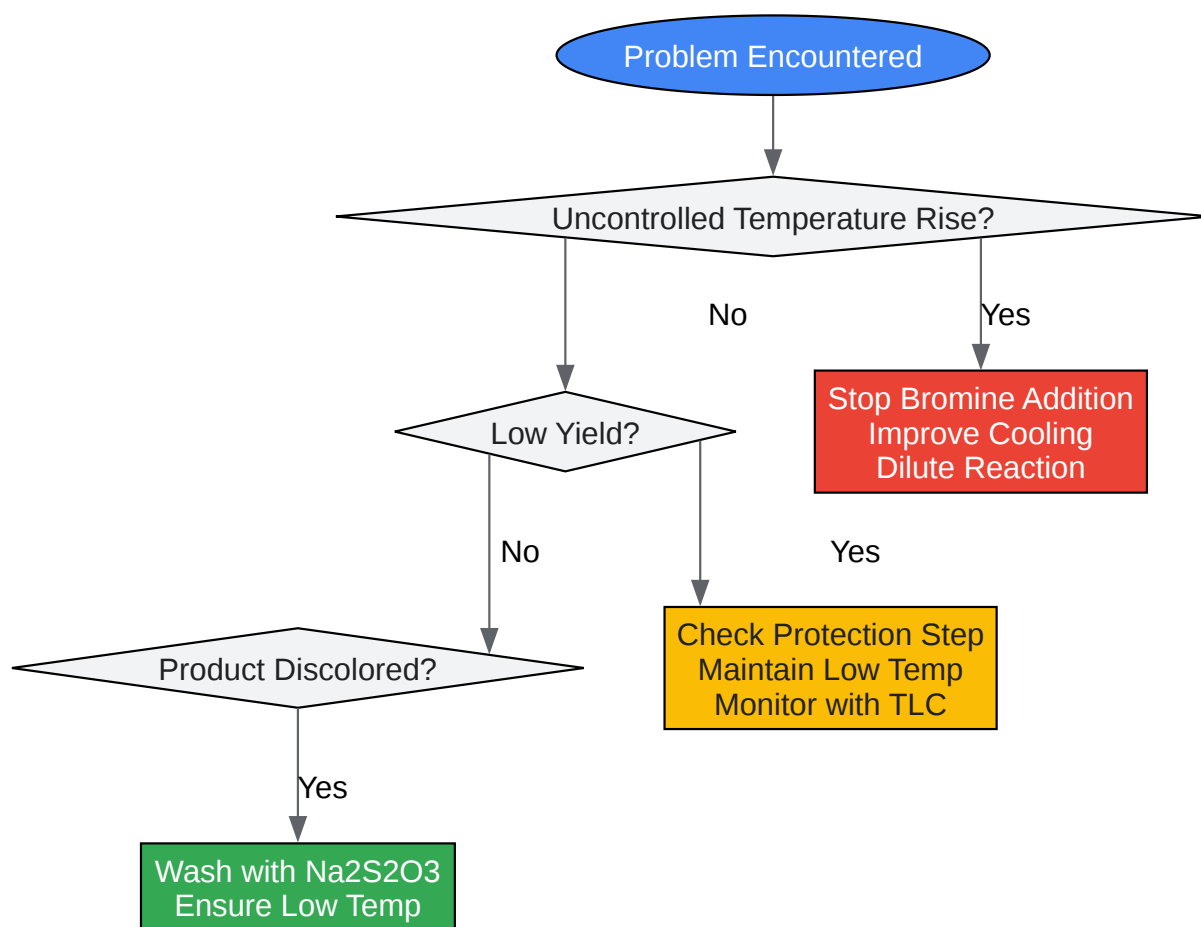 Problem Encountered
Uncontrolled Temperature Rise?
No
Yes
Stop Bromine Addition
Improve Cooling
Dilute Reaction
Low Yield?
No
Yes
Check Protection Step
Maintain Low Temp
Monitor with TLC
Product Discolored?
Yes
Wash with Na2S2O3
Ensure Low Temp